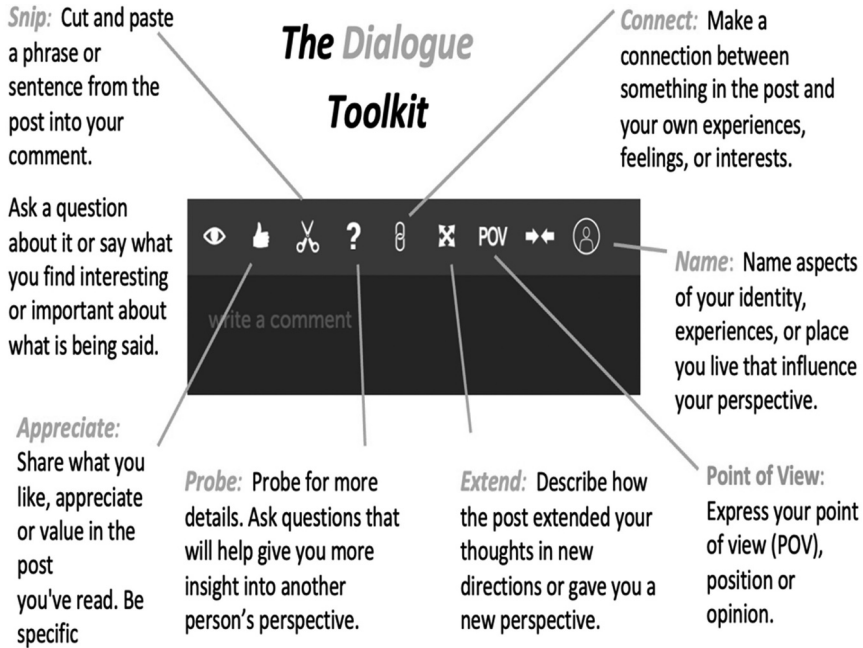 The Dialogue
Toolkit
Snip: Cut and paste
a phrase or
sentence from the
post into your
comment.
Ask a question
about it or say what
you find interesting
or important about
what is being said.
Connect: Make a
connection between
something in the post and
your own experiences,
feelings, or interests.
?
POV
write a comment
Name: Name aspects
of your identity,
experiences, or place
you live that influence
your perspective.
Appreciate:
Share what you
like, appreciate
or value in the
post
you've read. Be
specific
Probe: Probe for more
details. Ask questions that
will help give you more
insight into another
person's perspective.
Extend: Describe how
the post extended your
thoughts in new
directions or gave you a
new perspective.
Point of View:
Express your point
of view (POV),
position or
opinion.